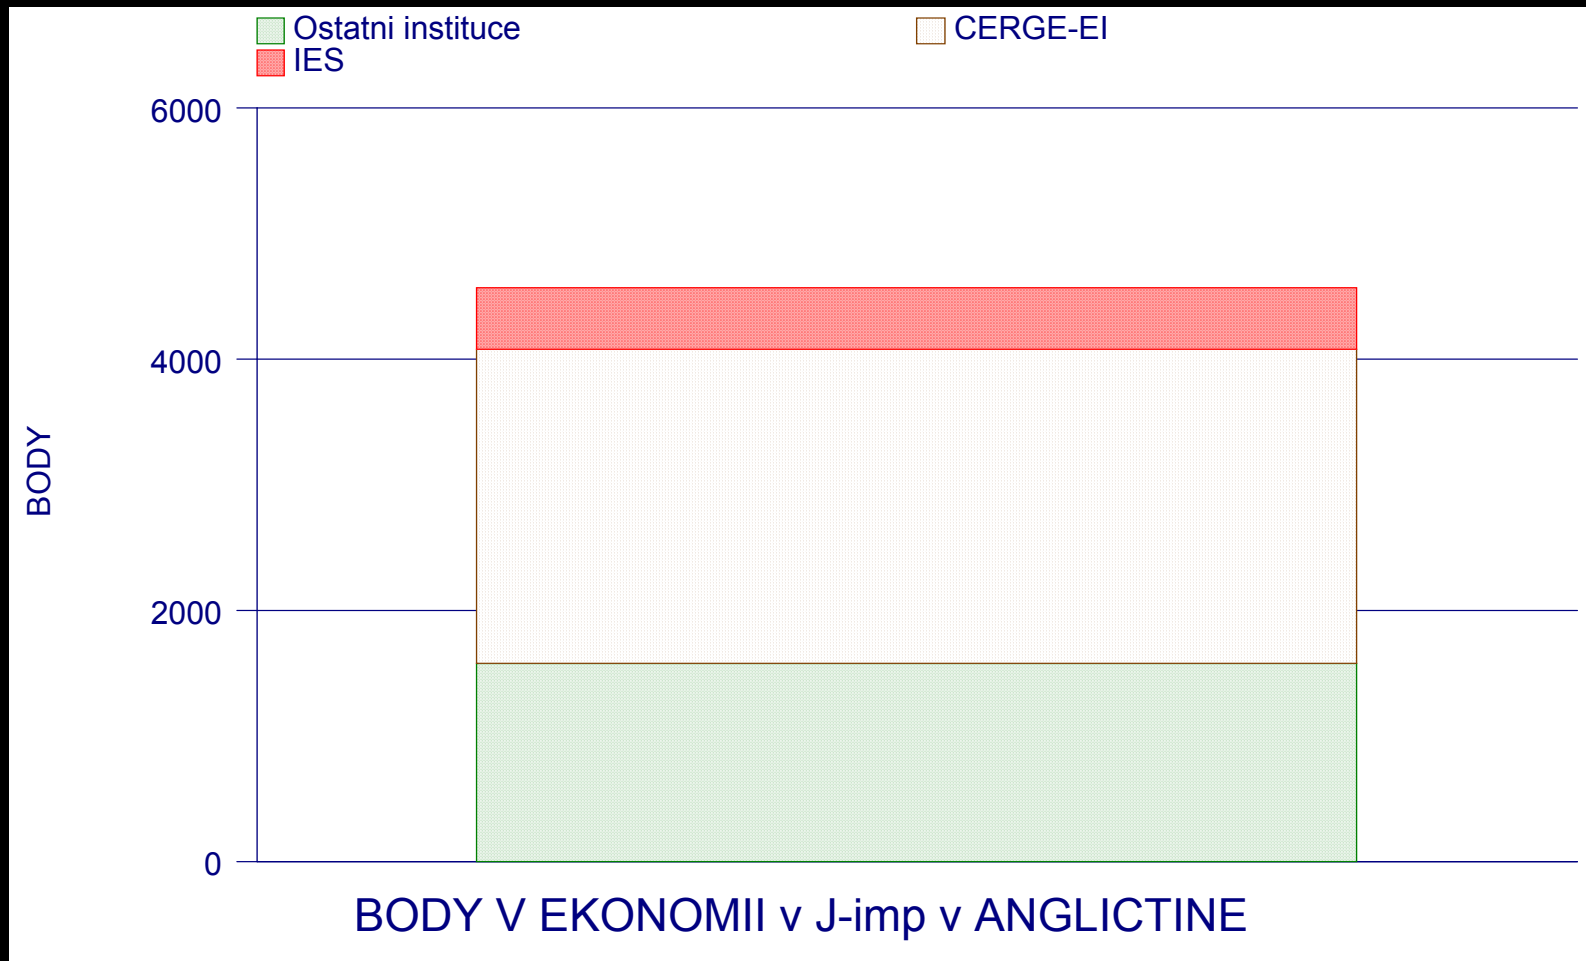 Ostatni instituce
CERGE-EI
IES
6000
4000
2000
0
BODY
BODY V EKONOMII v J-imp v ANGLICTINE